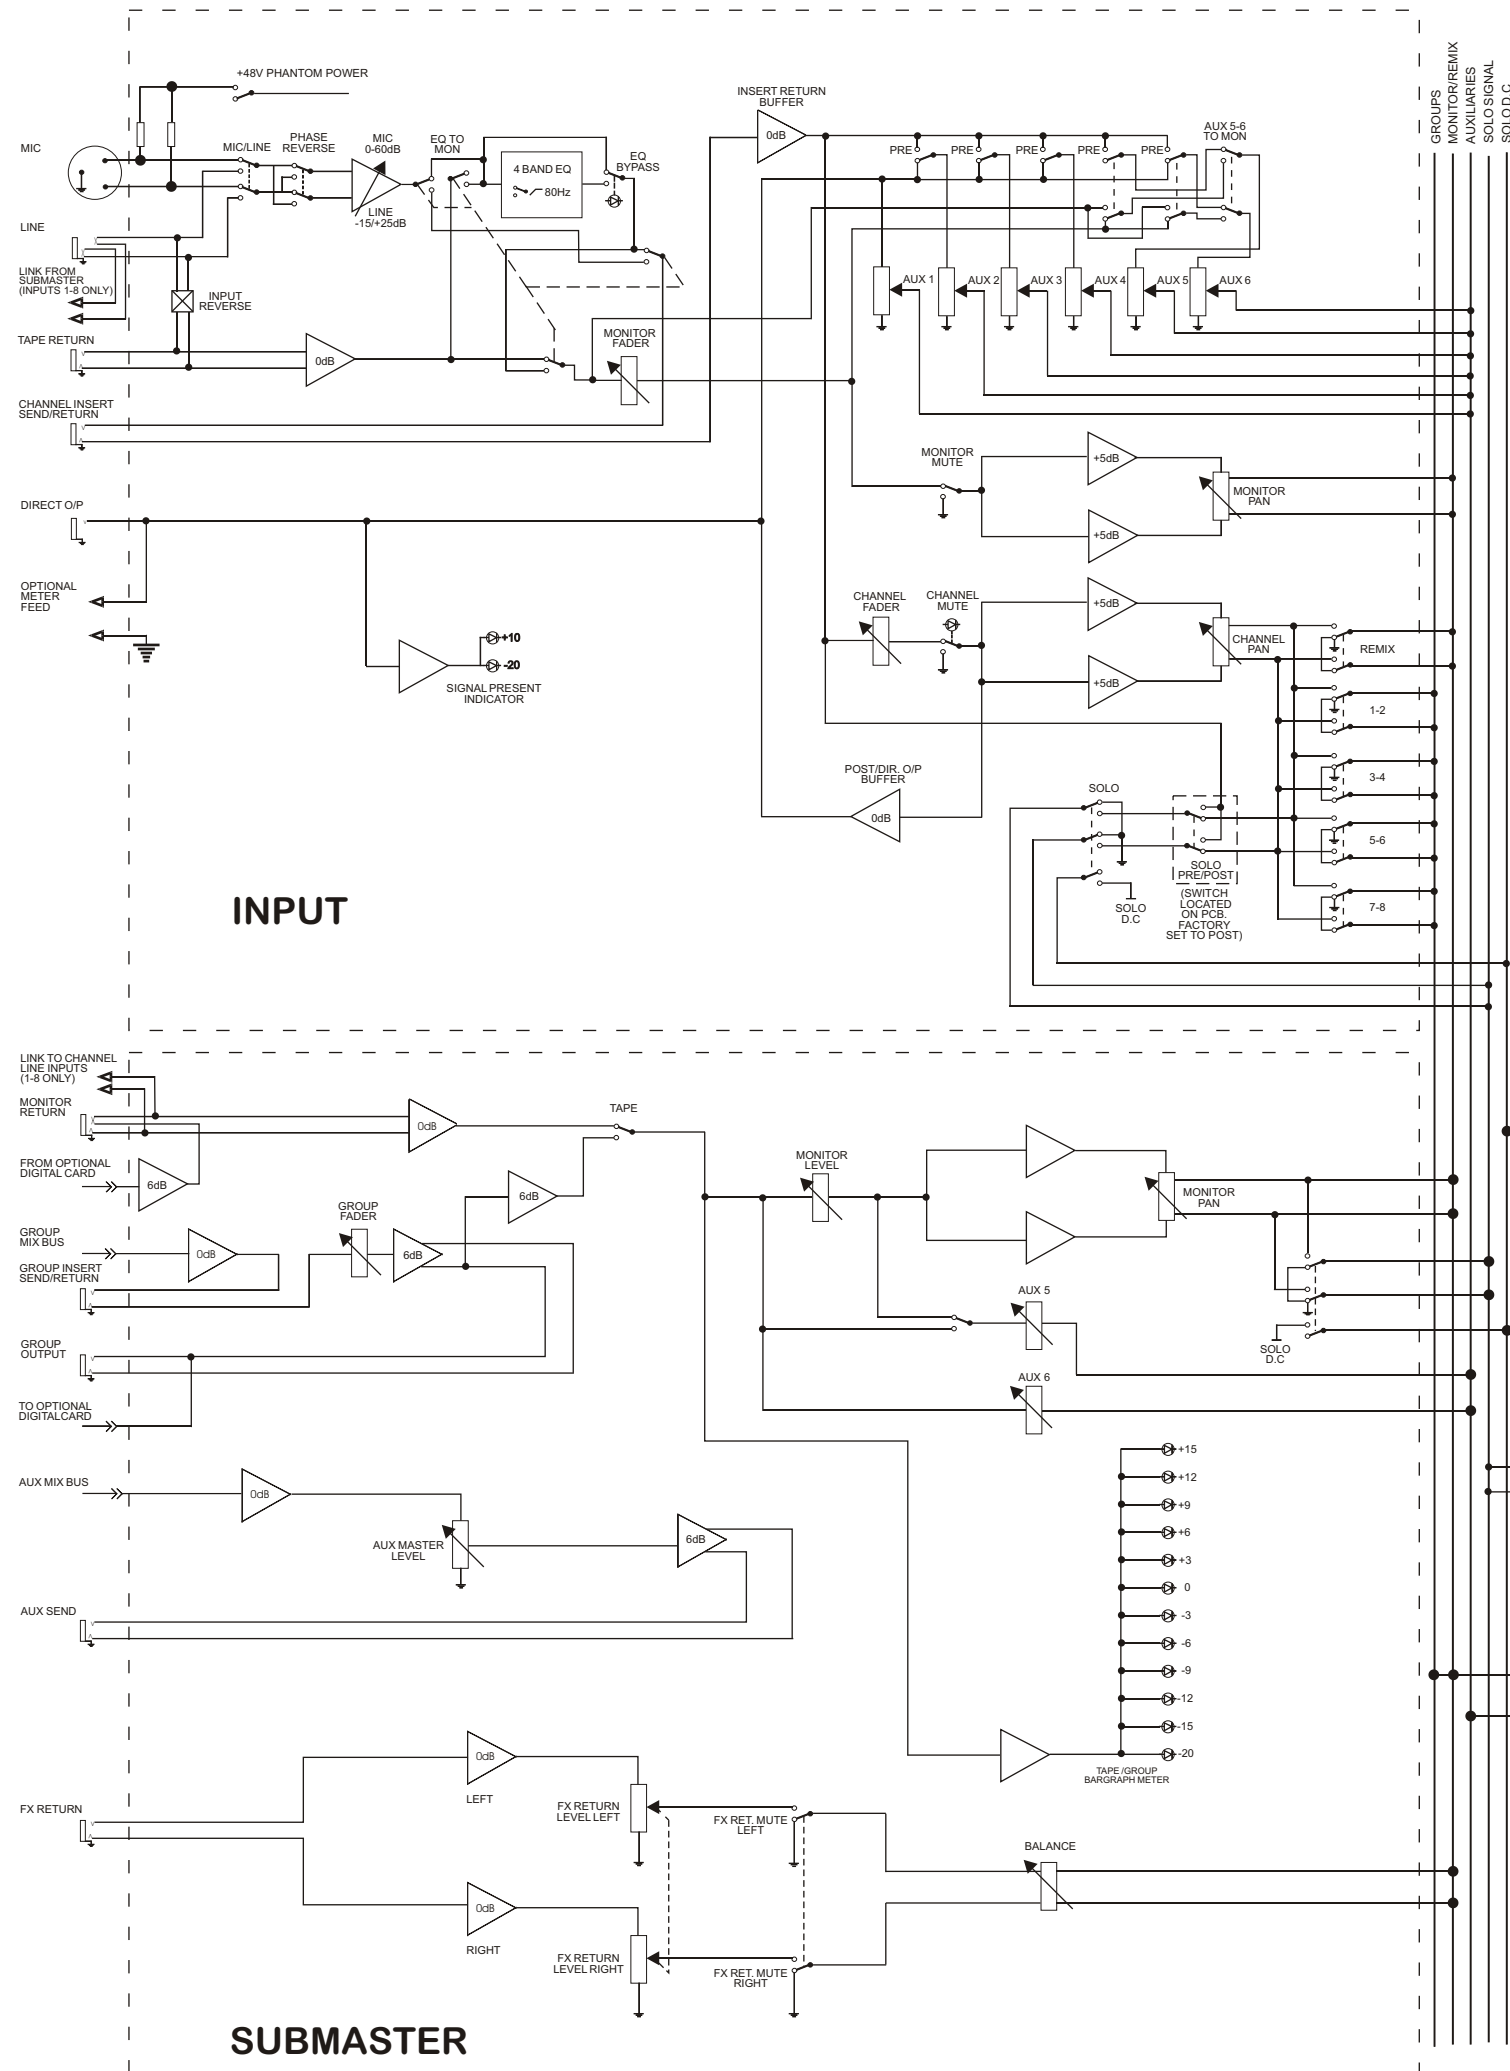 +48V PHANTOM POWER
MIC
MIC/LINE
PHASE
REVERSE
MIC
0-60dB
LINE
-15/+25dB
EQ TO
MON
4 BAND EQ
80Hz
EQ
BYPASS
INSERT RETURN
BUFFER
0dB
PRE
PRE
PRE
PRE
PRE
AUX 5-6
TO MON
GROUPS
MONITOR/REMIX
AUXILIARIES
SOLO SIGNAL
SOLO D.C
LINE
LINK FROM
SUBMASTER
(INPUTS 1-8 ONLY)
INPUT
REVERSE
AUX 1
AUX 2
AUX 3
AUX 4
AUX 5
AUX 6
TAPE RETURN
0dB
MONITOR
FADER
CHANNEL INSERT
SEND/RETURN
MONITOR
MUTE
+5dB
+5dB
MONITOR
PAN
DIRECT O/P
OPTIONAL
METER
FEED
+10
-20
SIGNAL PRESENT
INDICATOR
CHANNEL
FADER
CHANNEL
MUTE
+5dB
+5dB
CHANNEL
PAN
REMIX
1-2
3-4
5-6
7-8
POST/DIR. O/P
BUFFER
0dB
SOLO
SOLO
D.C
SOLO
PRE/POST
(SWITCH
LOCATED
ON PCB.
FACTORY
SET TO POST)
INPUT
LINK TO CHANNEL
LINE INPUTS
(1-8 ONLY)
MONITOR
RETURN
0dB
TAPE
FROM OPTIONAL
DIGITAL CARD
6dB
6dB
MONITOR
LEVEL
MONITOR
PAN
GROUP
MIX BUS
0dB
GROUP
FADER
6dB
GROUP INSERT
SEND/RETURN
AUX 5
GROUP
OUTPUT
SOLO
D.C
AUX 6
TO OPTIONAL
DIGITALCARD
AUX MIX BUS
0dB
AUX MASTER
LEVEL
6dB
+15
+12
+9
+6
+3
0
-3
-6
-9
-12
-15
-20
TAPE /GROUP
BARGRAPH METER
AUX SEND
FX RETURN
0dB
LEFT
FX RETURN
LEVEL LEFT
FX RET. MUTE
LEFT
BALANCE
0dB
RIGHT
FX RETURN
LEVEL RIGHT
FX RET. MUTE
RIGHT
SUBMASTER